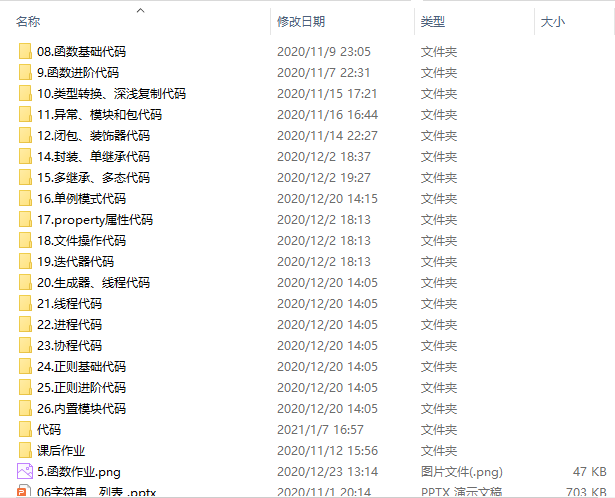 名称 修改日期 类型 大小
08.函数基础代码 2020/11/9 23:05 文件夹
9.函数进阶代码 2020/11/7 22:31 文件夹
10.类型转换、深浅复制代码 2020/11/15 17:21 文件夹
11.异常、模块和包代码 2020/11/16 16:44 文件夹
12.闭包、装饰器代码 2020/11/14 22:27 文件夹
14.封装、单继承代码 2020/12/2 18:37 文件夹
15.多继承、多态代码 2020/12/2 19:27 文件夹
16.单例模式代码 2020/12/20 14:15 文件夹
17.property属性代码 2020/12/2 18:13 文件夹
18.文件操作代码 2020/12/2 18:13 文件夹
19.迭代器代码 2020/12/2 18:13 文件夹
20.生成器、线程代码 2020/12/20 14:05 文件夹
21.线程代码 2020/12/20 14:05 文件夹
22.进程代码 2020/12/20 14:05 文件夹
23.协程代码 2020/12/20 14:05 文件夹
24.正则基础代码 2020/12/20 14:05 文件夹
25.正则进阶代码 2020/12/20 14:05 文件夹
26.内置模块代码 2020/12/20 14:05 文件夹
代码 2021/1/7 16:57 文件夹
课后作业 2020/11/12 15:56 文件夹
5.函数作业.png 2020/12/23 13:14 图片文件(.png) 47 KB
06字符串、列表 .pptx 2020/11/1 20:14 PPTX 演示文稿 703 KB